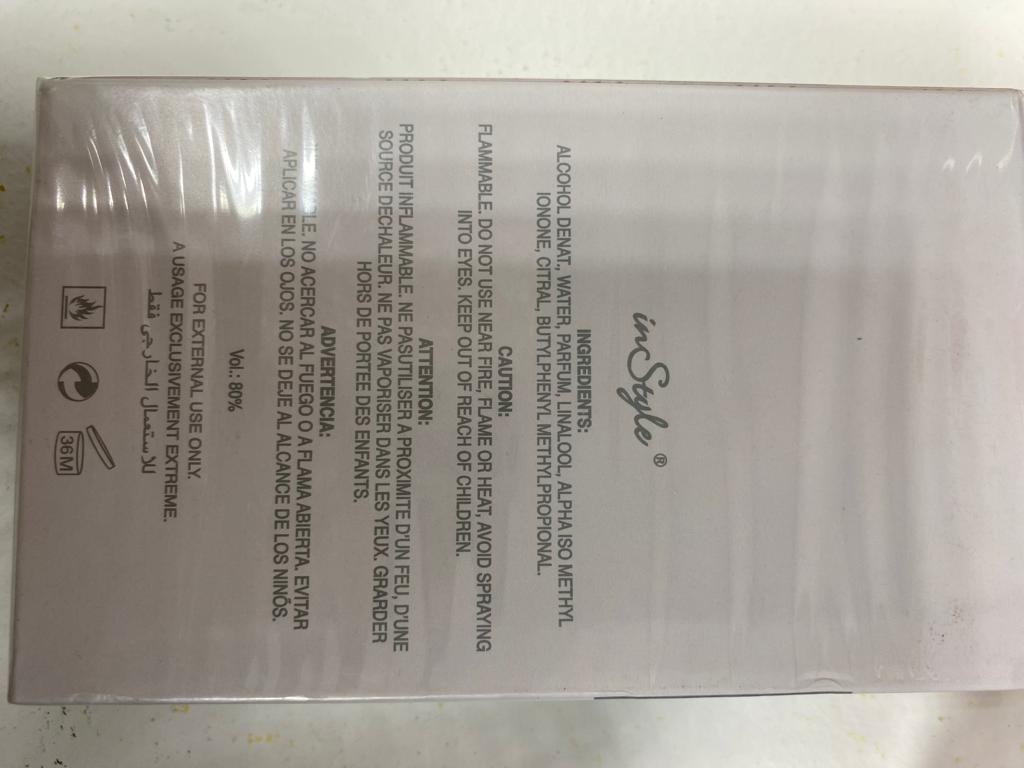 inStyle®
INGREDIENTS:
ALCOHOL DENAT., WATER, PARFUM, LINALOOL, ALPHA ISO METHYL
IONONE, CITRAL, BUTYLPHENYL METHYLPROPIONAL.
CAUTION:
FLAMMABLE. DO NOT USE NEAR FIRE, FLAME OR HEAT. AVOID SPRAYING
INTO EYES. KEEP OUT OF REACH OF CHILDREN.
ATTENTION:
PRODUIT INFLAMMABLE. NE PASUTILISER A PROXIMITE D'UN FEU, D'UNE
SOURCE DECHALEUR. NE PAS VAPORISER DANS LES YEUX. GRARDER
HORS DE PORTEE DES ENFANTS.
ADVERTENCIA:
NO ACERCAR AL FUEGO O A FLAMA ABIERTA. EVITAR
APLICAR EN LOS OJOS. NO SE DEJE AL ALCANCE DE LOS NINÕS.
Vol.: 80%
FOR EXTERNAL USE ONLY.
A USAGE EXCLUSIVEMENT EXTREME.
للاستعمال الخارجى فقط
36M